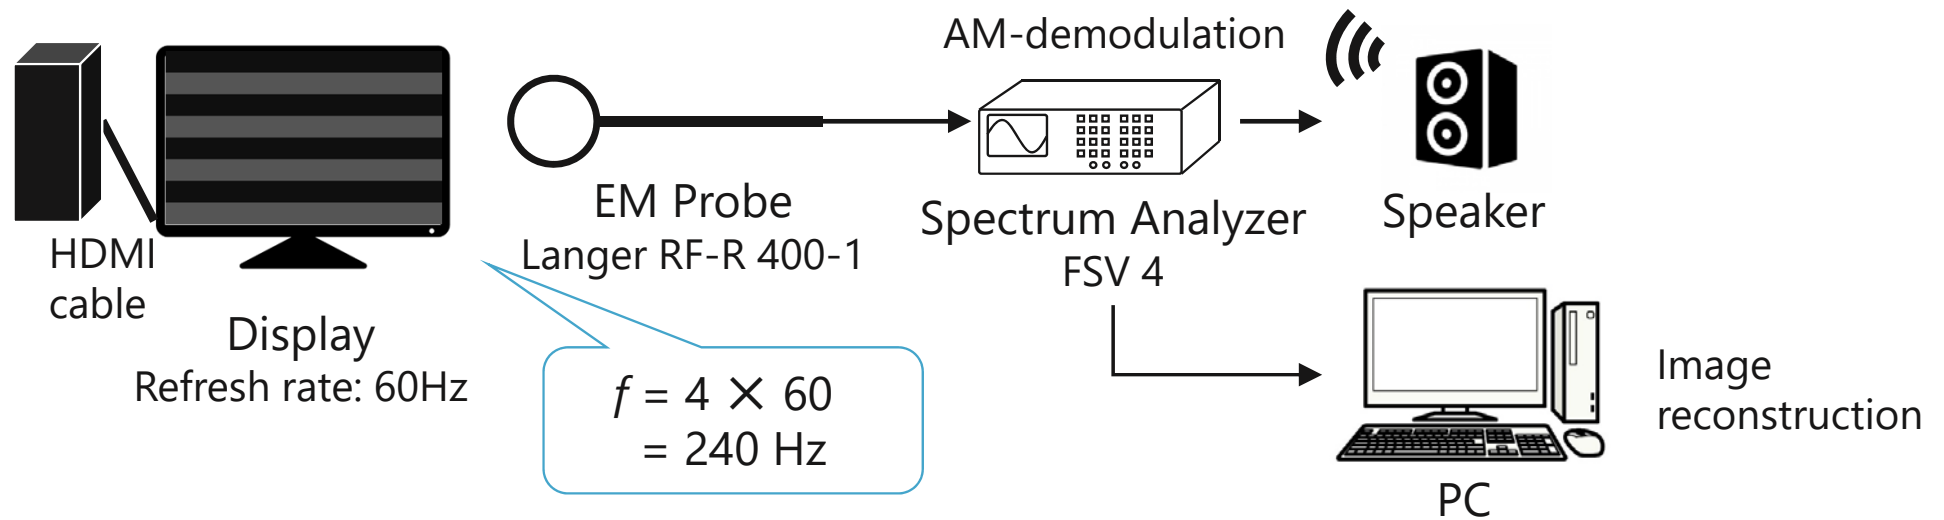 AM-demodulation
HDMI
cable
Display
Refresh rate: 60Hz
EM Probe
Langer RF-R 400-1
f = 4 × 60
= 240 Hz
Spectrum Analyzer
FSV 4
Speaker
Image
reconstruction
PC